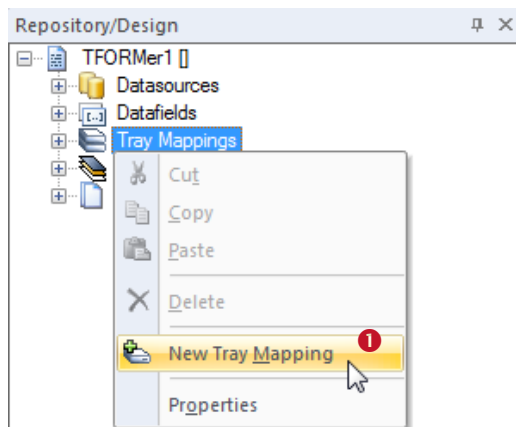 Repository/Design
TFORMer1 []
Datasources
Datafields
Tray Mappings
Cut
Copy
Paste
Delete
New Tray Mapping 1
Properties